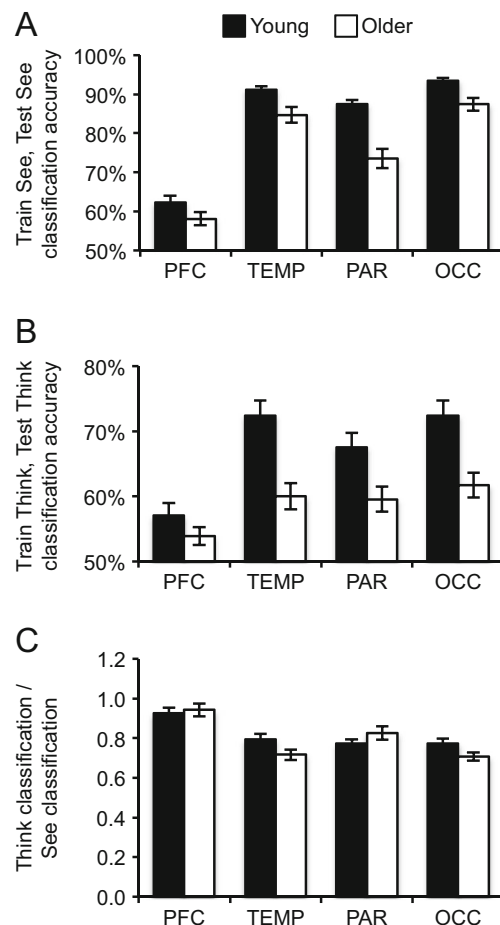 A
Young Older
Train See, Test See
classification accuracy
100%
90%
80%
70%
60%
50%
PFC TEMP PAR OCC
B
Train Think, Test Think
classification accuracy
80%
70%
60%
50%
PFC TEMP PAR OCC
C
Think classification /
See classification
1.2
1.0
0.8
0.6
0.4
0.2
0.0
PFC TEMP PAR OCC